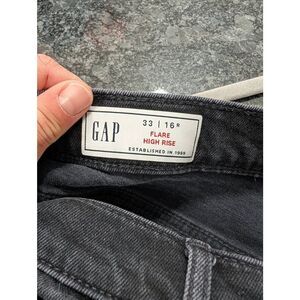 GAP
33 | 16R
FLARE
HIGH RISE
ESTABLISHED IN 1969